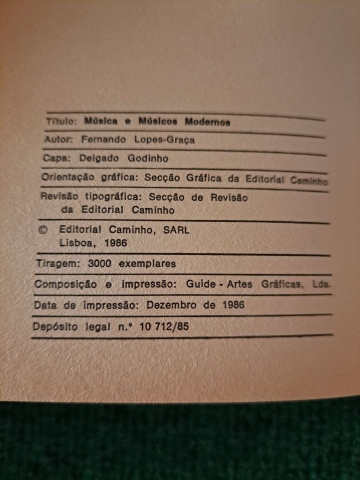 Título: Música e Músicos Modernos
Autor: Fernando Lopes-Graça
Capa: Delgado Godinho
Orientação gráfica: Secção Gráfica da Editorial Caminho
Revisão tipográfica: Secção de Revisão
da Editorial Caminho
© Editorial Caminho, SARL
Lisboa, 1986
Tiragem: 3000 exemplares
Composição e impressão: Guide - Artes Gráficas, Lda.
Data de impressão: Dezembro de 1986
Depósito legal n.° 10 712/85